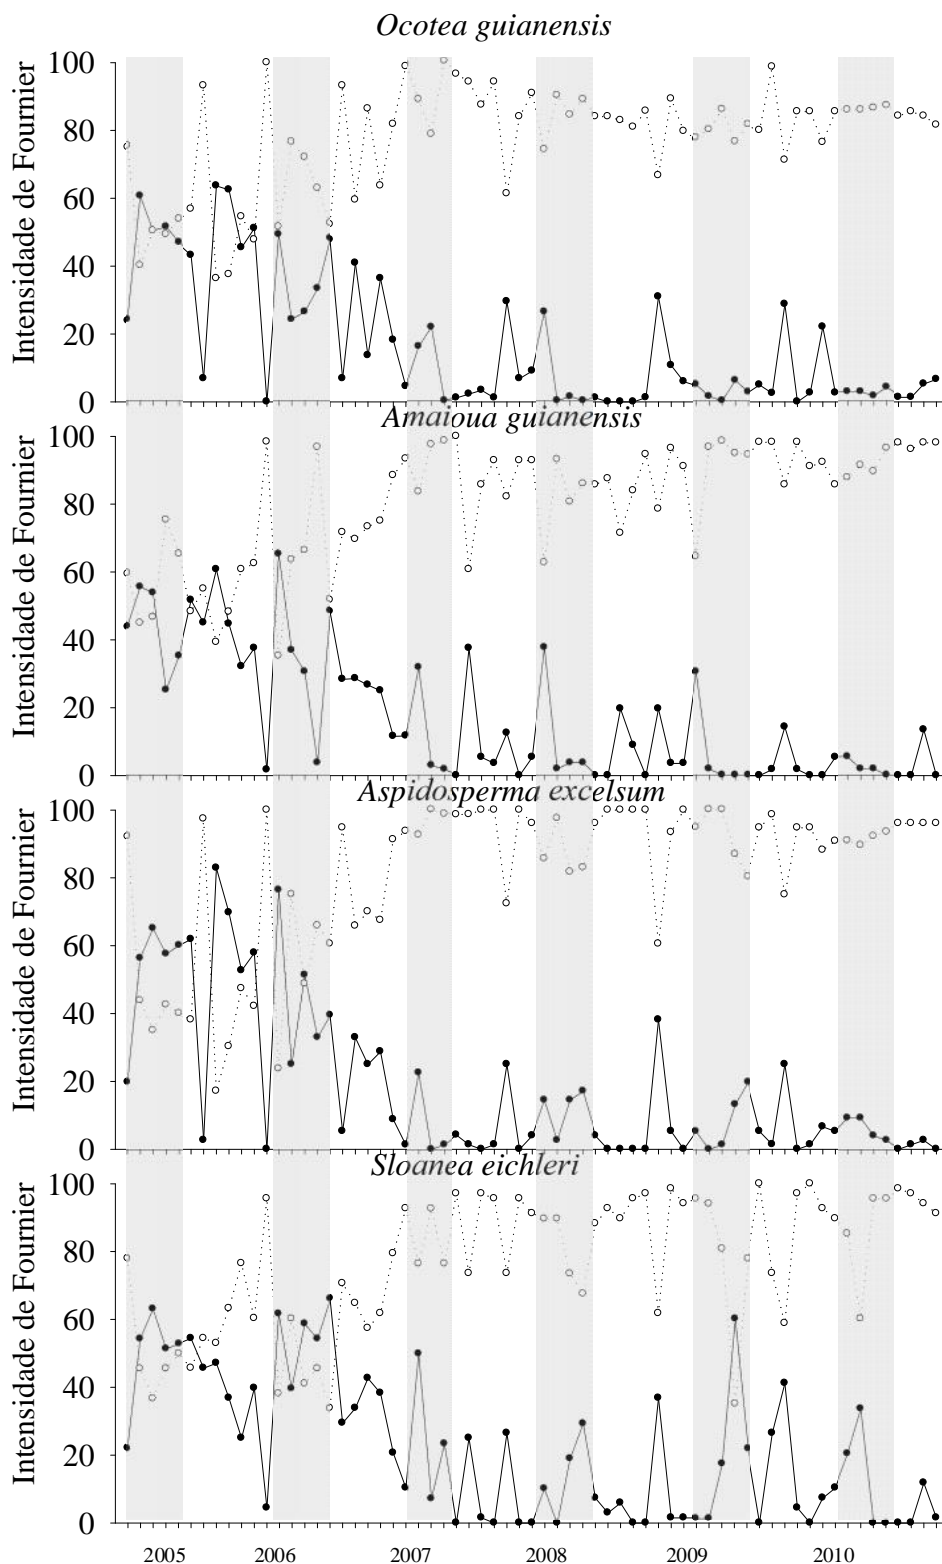 Ocotea guianensis
Intensidade de Fournier
100
80
60
40
20
0
Amaioua guianensis
Intensidade de Fournier
100
80
60
40
20
0
Aspidosperma excelsum
Intensidade de Fournier
100
80
60
40
20
0
Sloanea eichleri
Intensidade de Fournier
100
80
60
40
20
0
2005 2006 2007 2008 2009 2010